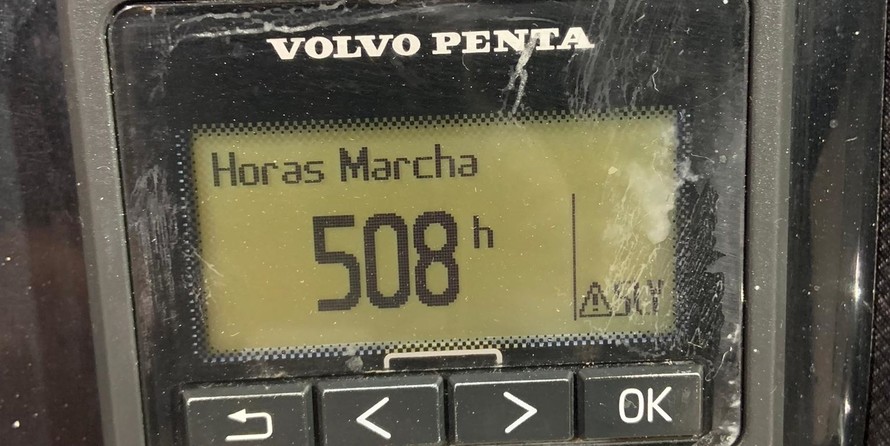 VOLVO PENTA
Horas Marcha
508 h
OK